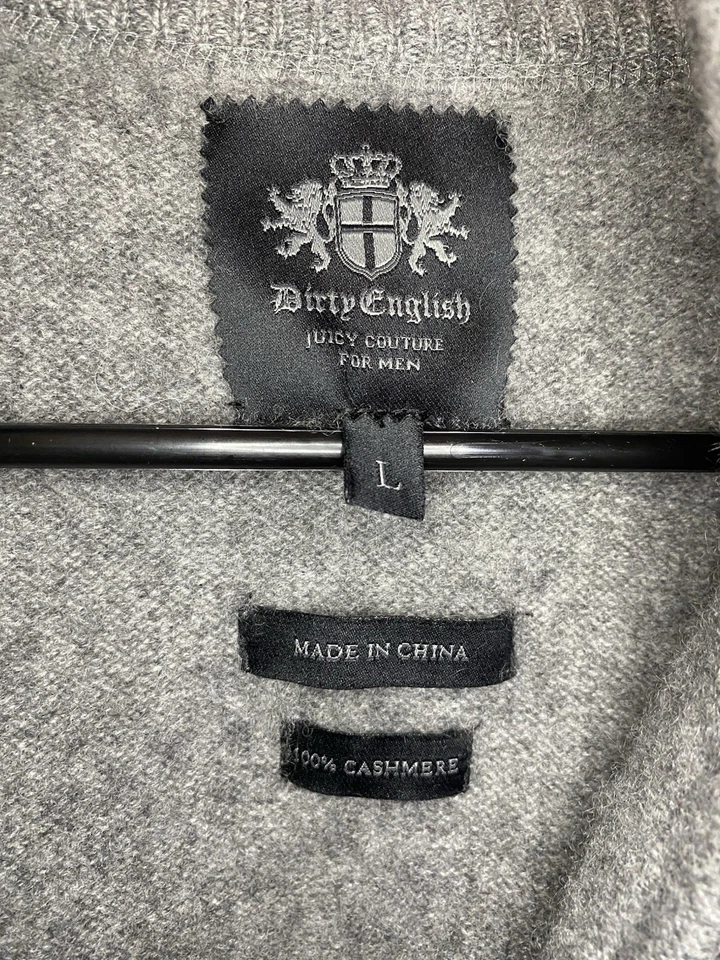 Dirty English
JUICY COUTURE
FOR MEN
L
MADE IN CHINA
100% CASHMERE